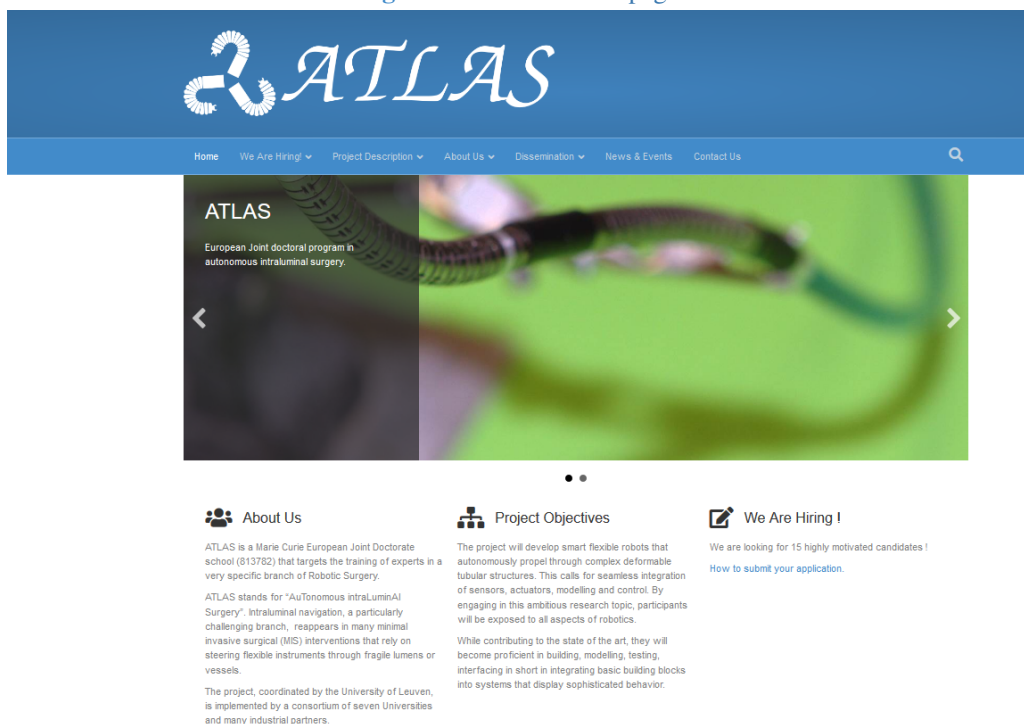 ATLAS
Home We Are Hiring! Project Description About Us Dissemination News & Events Contact Us
ATLAS
European Joint doctoral program in
autonomous intraluminal surgery.
About Us
ATLAS is a Marie Curie European Joint Doctorate
school (813782) that targets the training of experts in a
very specific branch of Robotic Surgery.
ATLAS stands for “AuTonomous intraLuminAl
Surgery”. Intraluminal navigation, a particularly
challenging branch, reappears in many minimal
invasive surgical (MIS) interventions that rely on
steering flexible instruments through fragile lumens or
vessels.
The project, coordinated by the University of Leuven,
is implemented by a consortium of seven Universities
and many industrial partners.
Project Objectives
The project will develop smart flexible robots that
autonomously propel through complex deformable
tubular structures. This calls for seamless integration
of sensors, actuators, modelling and control. By
engaging in this ambitious research topic, participants
will be exposed to all aspects of robotics.
While contributing to the state of the art, they will
become proficient in building, modelling, testing,
interfacing in short in integrating basic building blocks
into systems that display sophisticated behavior.
We Are Hiring !
We are looking for 15 highly motivated candidates !
How to submit your application.